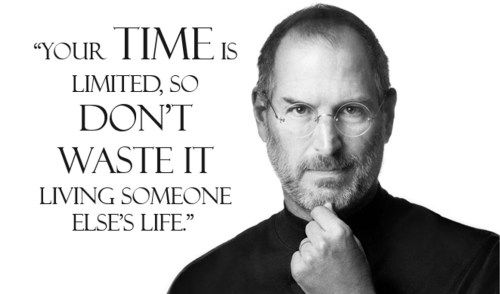 “YOUR TIME IS
LIMITED, SO
DON’T
WASTE IT
LIVING SOMEONE
ELSE’S LIFE.”